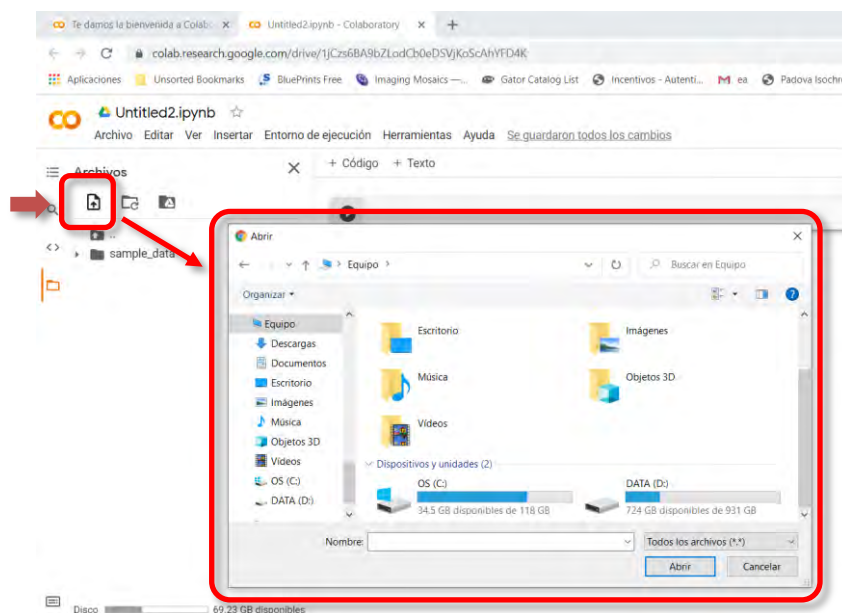 Te damos la bienvenida a Colab:
Untitled2.ipynb - Colaboratory
colab.research.google.com/drive/1jCzs6BA9bZLodCb0eDSVjKoScAhYFD4K
Aplicaciones Unsorted Bookmarks BluePrints Free Imaging Mosaics —... Gator Catalog List Incentivos - Autenti... ea Padova Isochr
Untitled2.ipynb
Archivo Editar Ver Insertar Entorno de ejecución Herramientas Ayuda Se guardaron todos los cambios
Archivos
+ Código + Texto
..
sample_data
Abrir
Equipo
Buscar en Equipo
Organizar
Equipo
Descargas
Documentos
Escritorio
Imágenes
Música
Objetos 3D
Vídeos
OS (C:)
DATA (D:)
Escritorio
Imágenes
Música
Objetos 3D
Vídeos
Dispositivos y unidades (2)
OS (C:)
34.5 GB disponibles de 118 GB
DATA (D:)
724 GB disponibles de 931 GB
Nombre:
Todos los archivos (*.*)
Abrir
Cancelar
Disco 69.23 GB disponibles